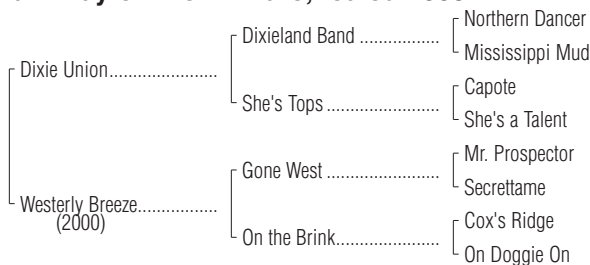 Northern Dancer
Dixieland Band ..................
Mississippi Mud
Dixie Union........................
Capote
She's Tops .........................
She's a Talent
Mr. Prospector
Gone West ........................
Secrettame
Westerly Breeze..................
(2000)
Cox's Ridge
On the Brink.......................
On Doggie On